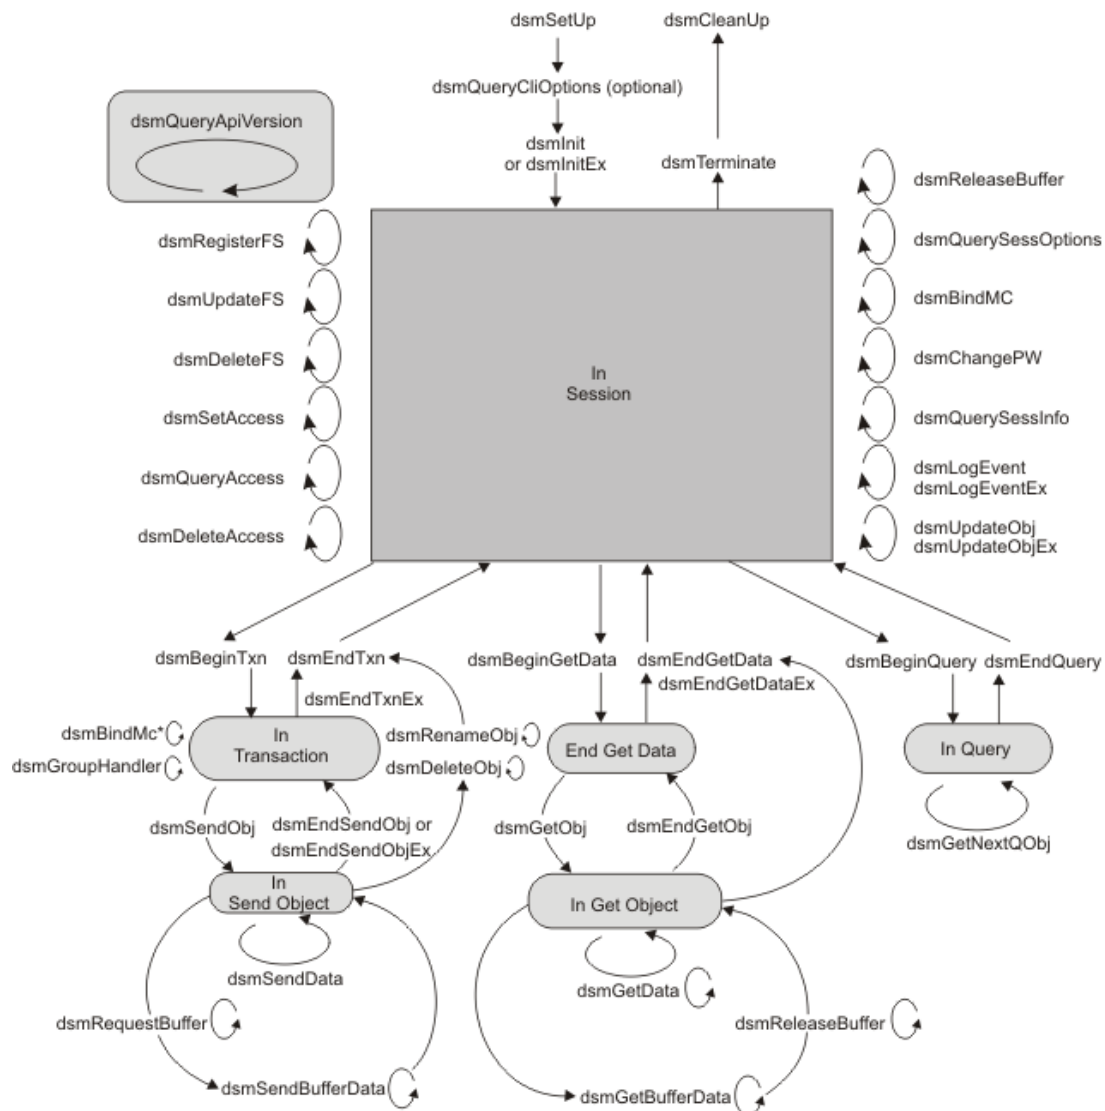 dsmSetUp
dsmCleanUp
dsmQueryCliOptions (optional)
dsmQueryApiVersion
dsmInit
or dsmInitEx
dsmTerminate
dsmReleaseBuffer
dsmRegisterFS
dsmQuerySessOptions
dsmUpdateFS
dsmBindMC
dsmDeleteFS
dsmChangePW
In
Session
dsmSetAccess
dsmQuerySessInfo
dsmQueryAccess
dsmLogEvent
dsmLogEventEx
dsmDeleteAccess
dsmUpdateObj
dsmUpdateObjEx
dsmBeginTxn
dsmEndTxn
dsmBeginGetData
dsmEndGetData
dsmBeginQuery
dsmEndQuery
dsmEndGetDataEx
dsmEndTxnEx
dsmBindMc*
In
Transaction
dsmRenameObj
End Get Data
In Query
dsmGroupHandler
dsmDeleteObj
dsmSendObj
dsmEndSendObj or
dsmEndSendObjEx
dsmGetObj
dsmEndGetObj
dsmGetNextQObj
In
Send Object
In Get Object
dsmSendData
dsmGetData
dsmRequestBuffer
dsmReleaseBuffer
dsmSendBufferData
dsmGetBufferData